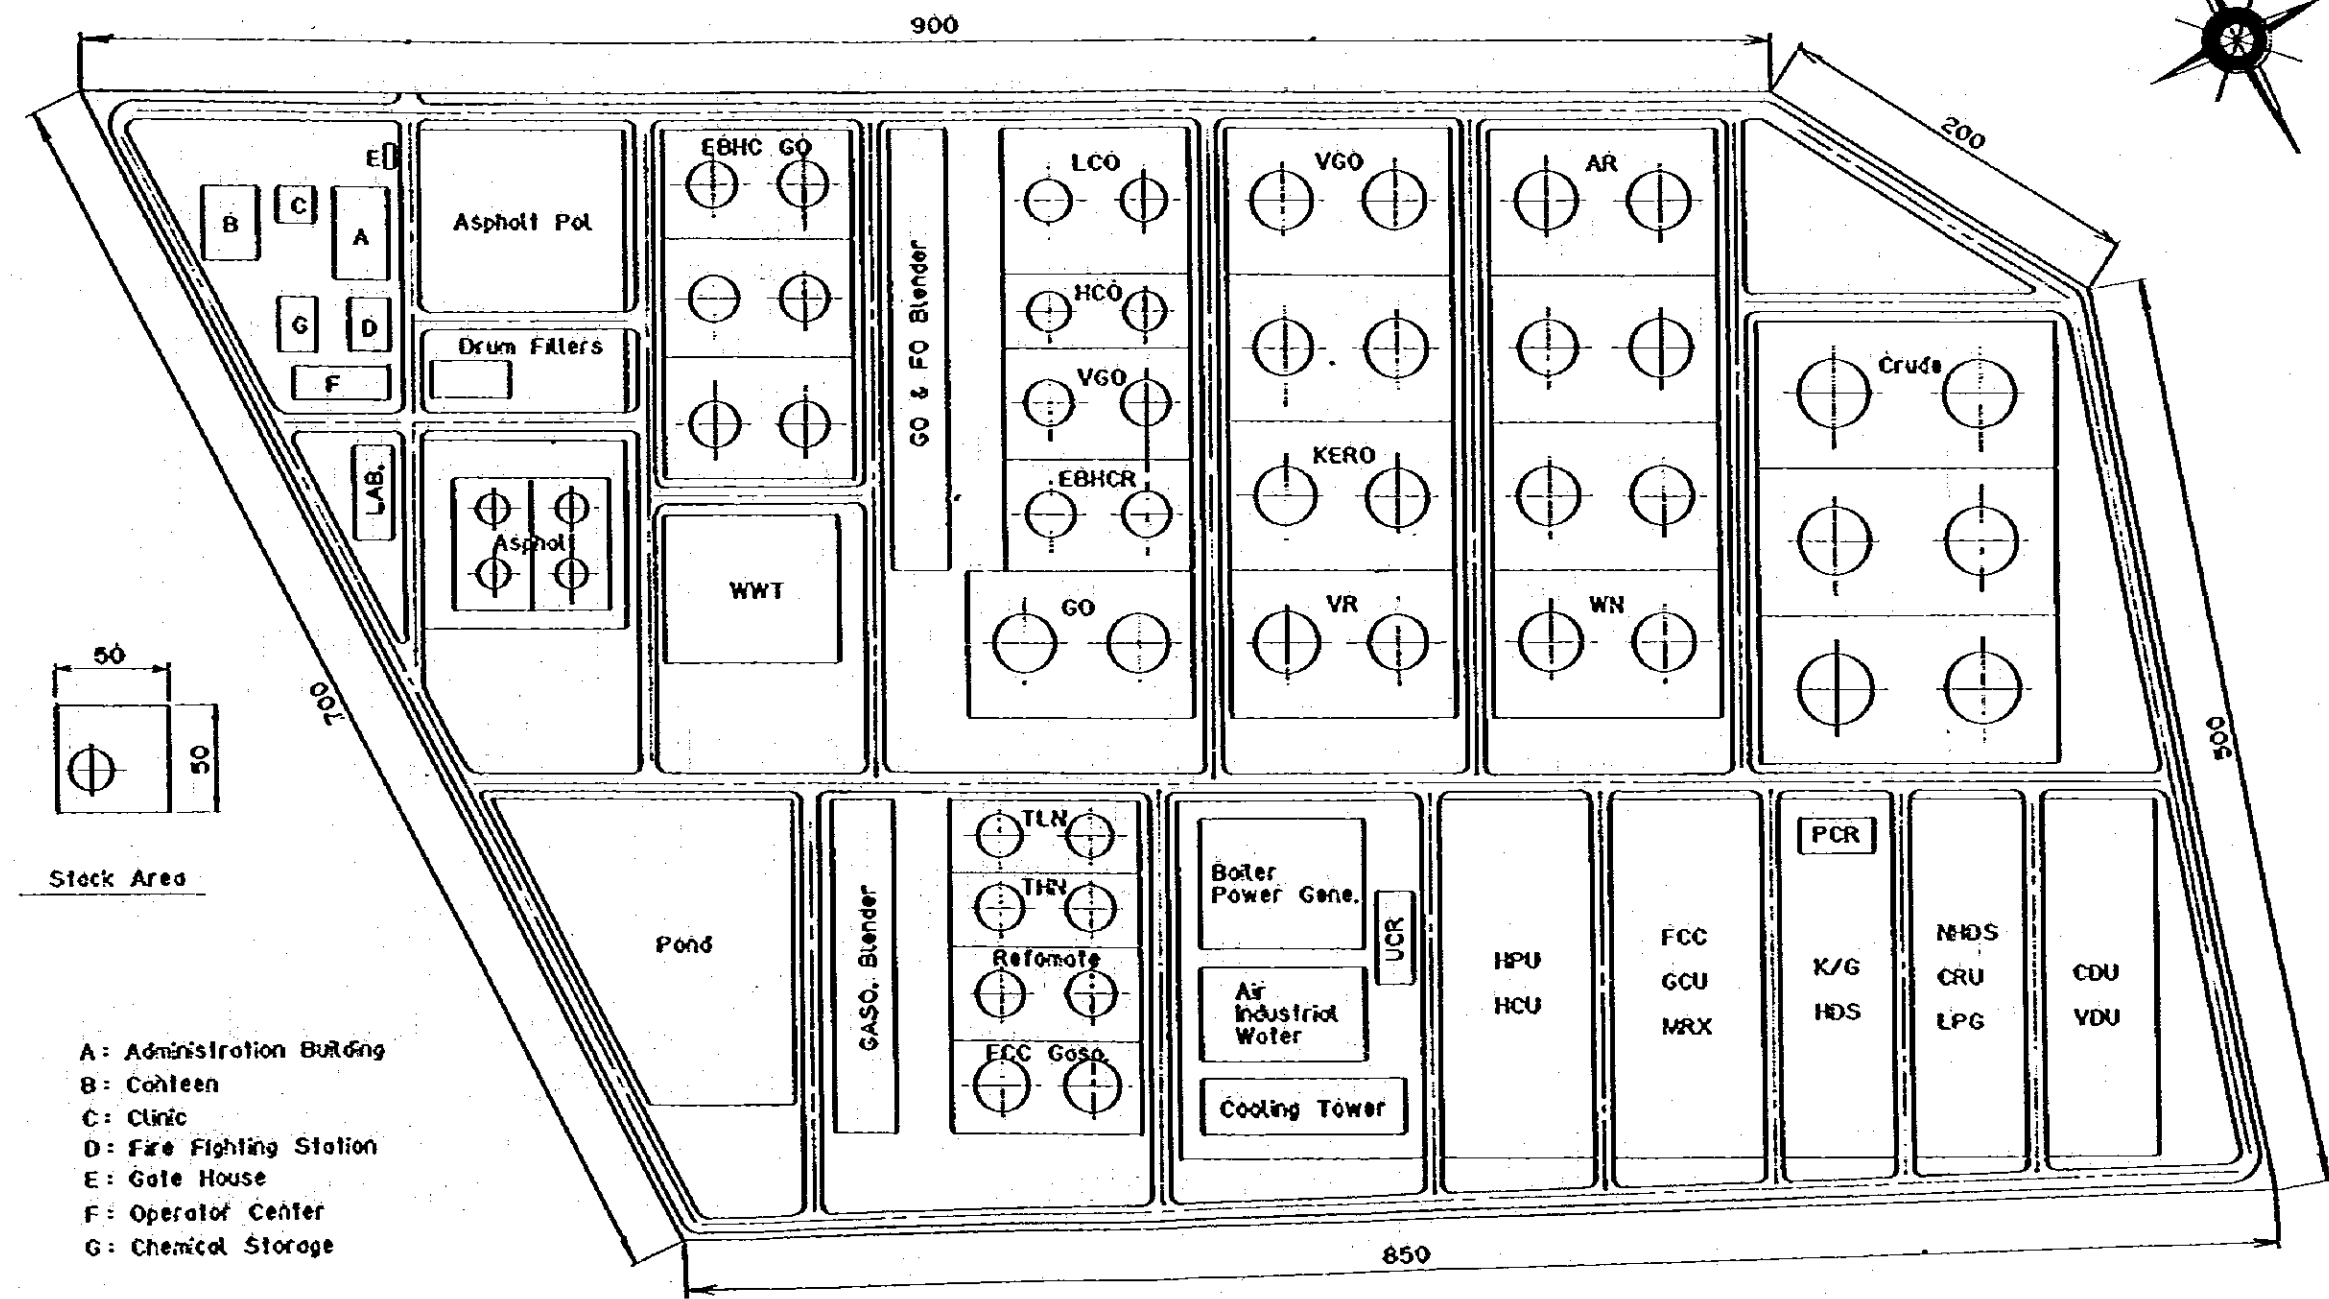 900
200
E
EBHC GO
LCO
VGO
AR
B
C
A
Aspholt Pol
GO & FO Blender
HCO
G
D
Drum Fillers
F
VGO
Crude
KERO
LAB.
EBHCR
Aspholt
WWT
GO
VR
WN
50
50
700
500
Stock Area
TLN
PCR
THN
Boiler
Power Gene.
GASO. Blender
UCR
Pond
Refomate
Air
Industrial
Water
HPU
HCU
FCC
GCU
MRX
K/G
HDS
NHDS
CRU
LPG
CDU
VDU
FCC Gaso.
Cooling Tower
A: Administration Building
B: Canteen
C: Clinic
D: Fire Fighting Station
E: Gate House
F: Operator Center
G: Chemical Storage
850